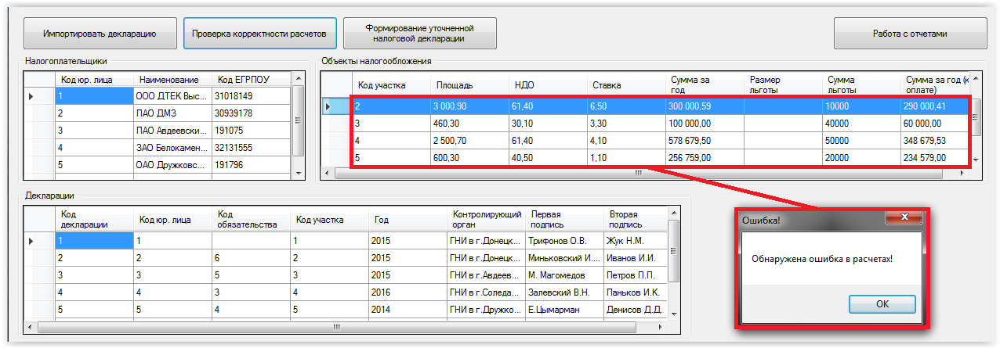 Импортировать декларацию
Проверка корректности расчетов
Формирование уточненной
налоговой декларации
Работа с отчетами
Налогоплательщики
Код юр. лица Наименование Код ЕГРПОУ
1 ООО ДТЕК Выс... 31018149
2 ПАО ДМЗ 30939178
3 ПАО Авдеевски... 191075
4 ЗАО Белокамен... 32131555
5 ОАО Дружковс... 191796
Объекты налогообложения
Код участка Площадь НДО Ставка Сумма за год Размер льготы Сумма льготы Сумма за год (к оплате)
2 3 000,90 61,40 6,50 300 000,59 10000 290 000,41
3 460,30 30,10 3,30 100 000,00 40000 60 000,00
4 2 500,70 61,40 4,10 578 679,50 50000 348 679,53
5 600,30 40,50 1,10 256 759,00 20000 234 579,00
Декларации
Код декларации Код юр. лица Код обязательства Код участка Год Контролирующий орган Первая подпись Вторая подпись
1 1 1 2015 ГНИ в г.Донецк... Трифонов О.В. Жук Н.М.
2 2 6 2 2015 ГНИ в г.Донецк... Миньковский И.... Иванов И.И.
3 3 5 3 2015 ГНИ в г.Авдеев... М. Магомедов Петров П.П.
4 4 3 4 2016 ГНИ в г.Соледа... Залевский В.Н. Паньков И.К.
5 5 4 5 2014 ГНИ в г.Дружко... Е.Цымарман Денисов Д.Д.
Ошибка!
Обнаружена ошибка в расчетах!
OK